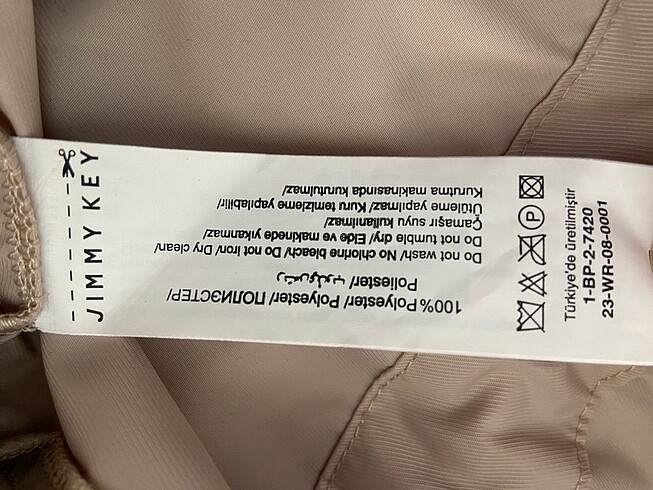 JIMMY KEY
100% Polyester/ Polyester/ ПОЛИЭСТЕР/
Poliester/
Do not wash/ No chlorine bleach/ Do not iron/ Dry clean/
Do not tumble dry/ Elde ve makinede yıkanmaz/
Çamaşır suyu kullanılmaz/
Ütüleme yapılmaz/ Kuru temizleme yapılabilir/
Kurutma makinasında kurutulmaz/
P
Türkiye'de üretilmiştir
1-BP-2-7420
23-WR-08-0001